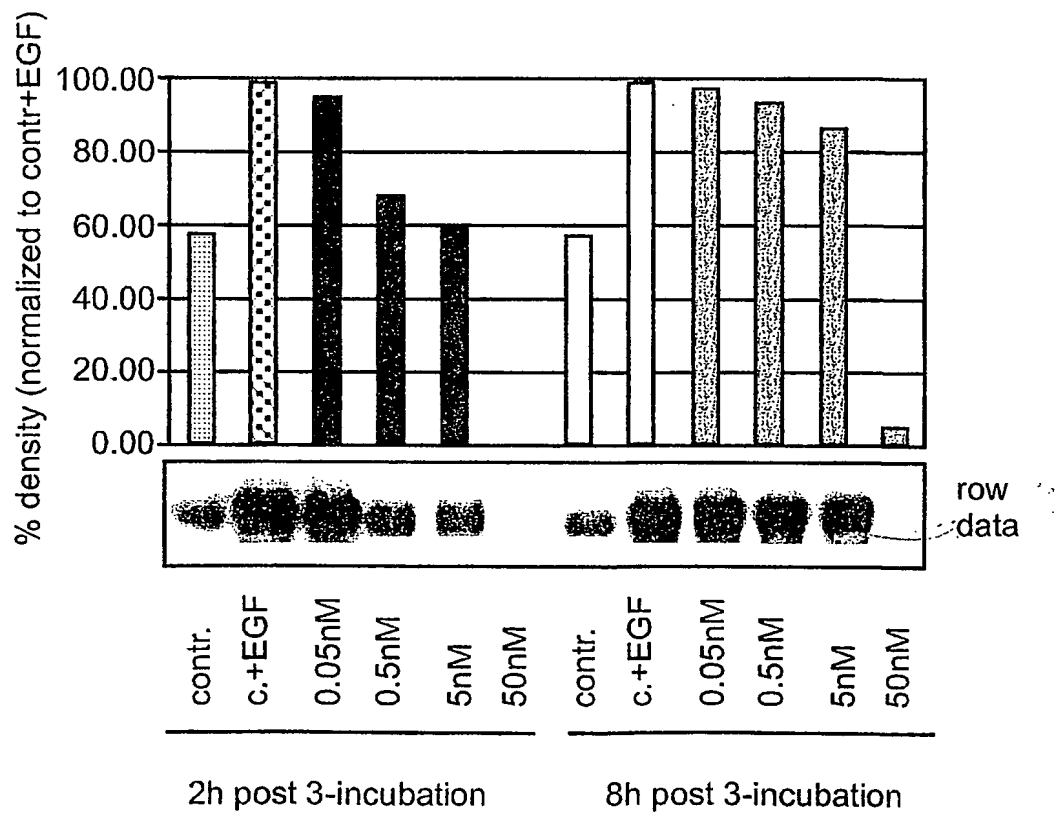 % density (normalized to contr+EGF)
100.00
80.00
60.00
40.00
20.00
0.00
row
data
contr.
c.+EGF
0.05nM
0.5nM
5nM
50nM
contr.
c.+EGF
0.05nM
0.5nM
5nM
50nM
2h post 3-incubation
8h post 3-incubation